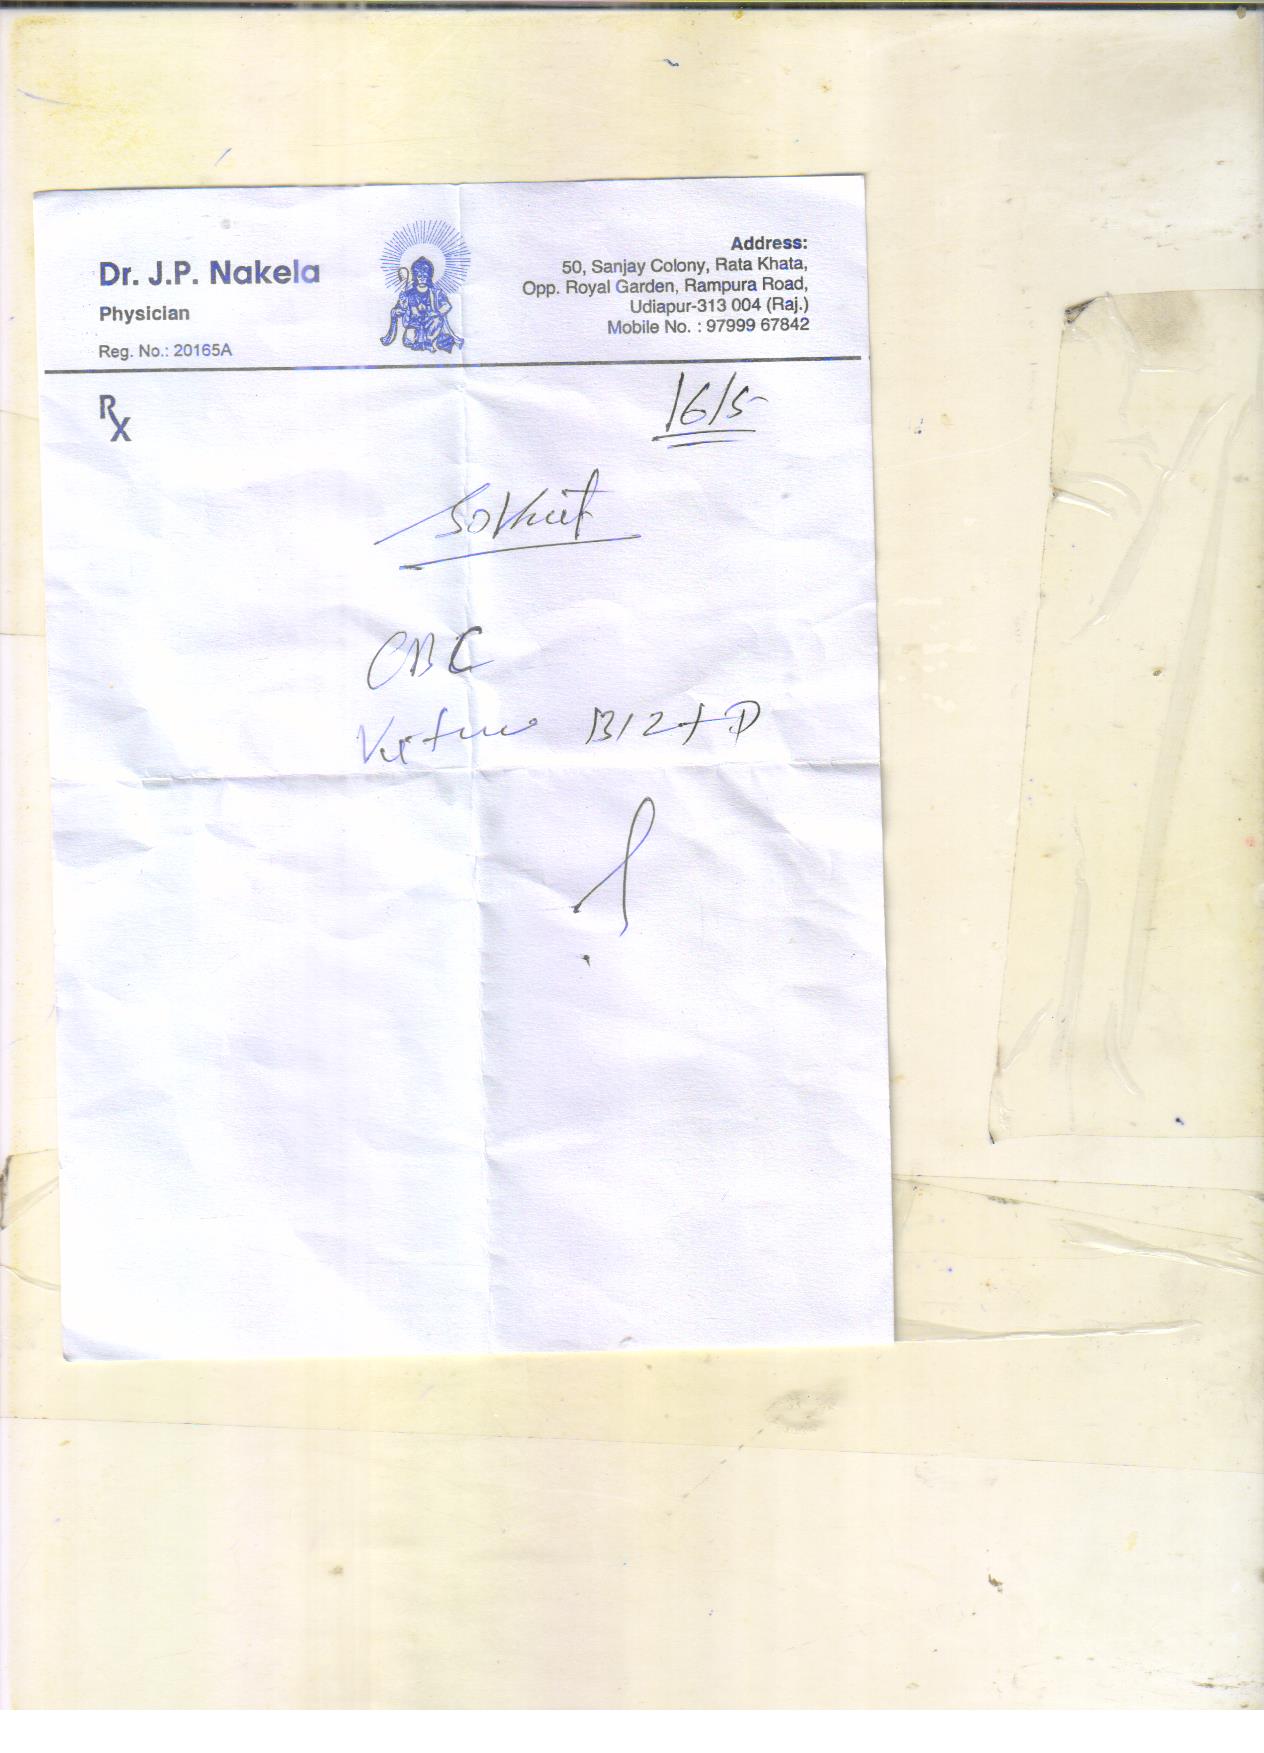 Dr. J.P. Nakela
Physician
Reg. No.: 20165A
Address:
50, Sanjay Colony, Rata Khata,
Opp. Royal Garden, Rampura Road,
Udiapur-313 004 (Raj.)
Mobile No. : 97999 67842
Rx
16/5
CBC
B12 + D